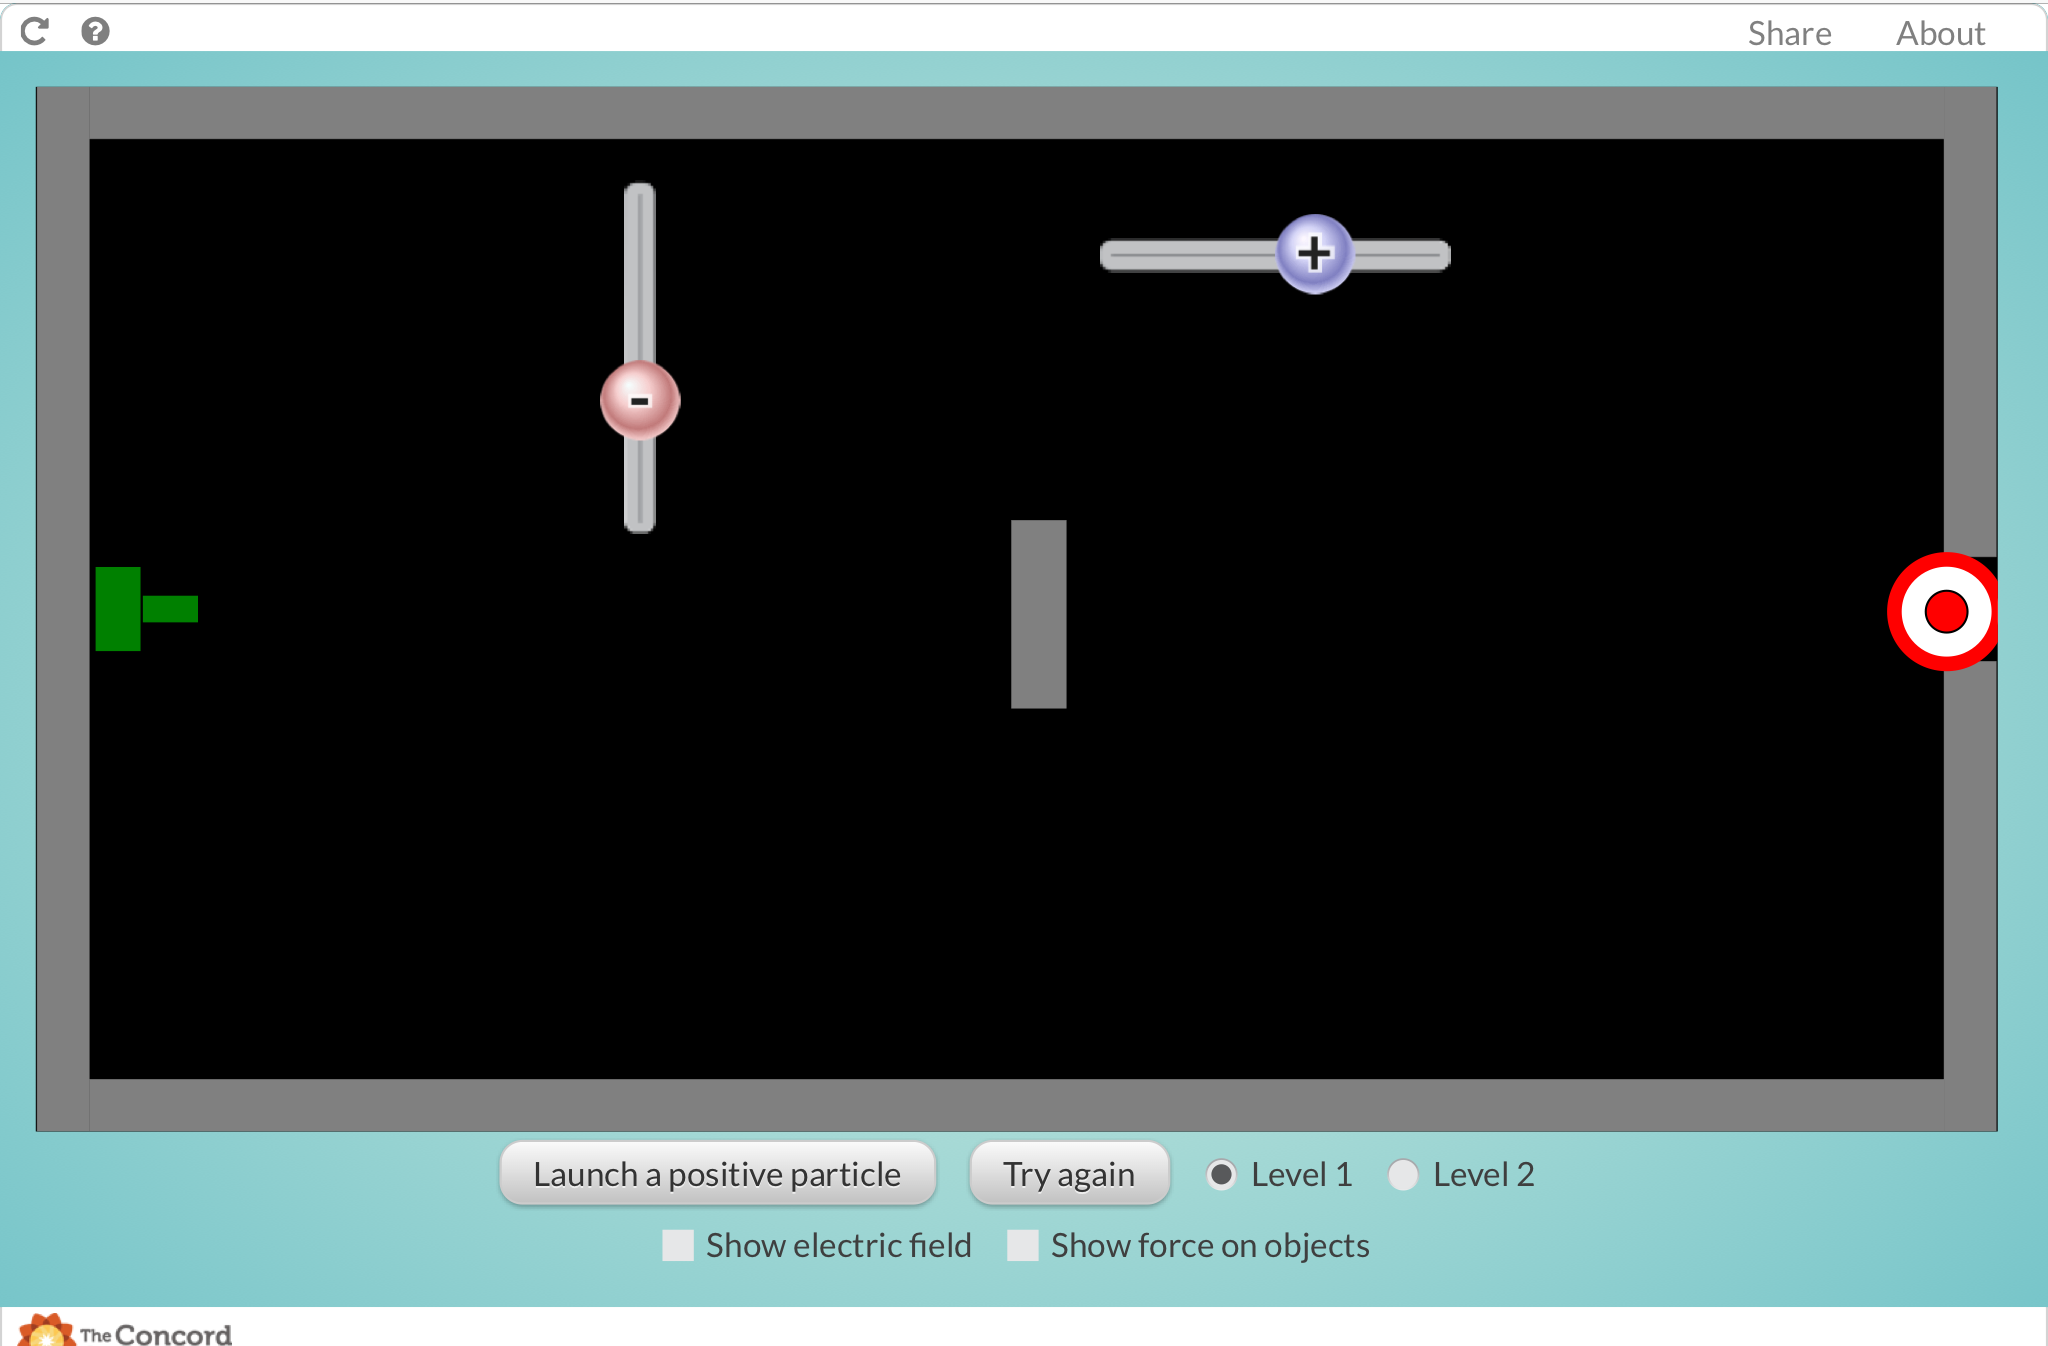 Share About
+
-
Launch a positive particle Try again Level 1 Level 2
Show electric field Show force on objects
The Concord